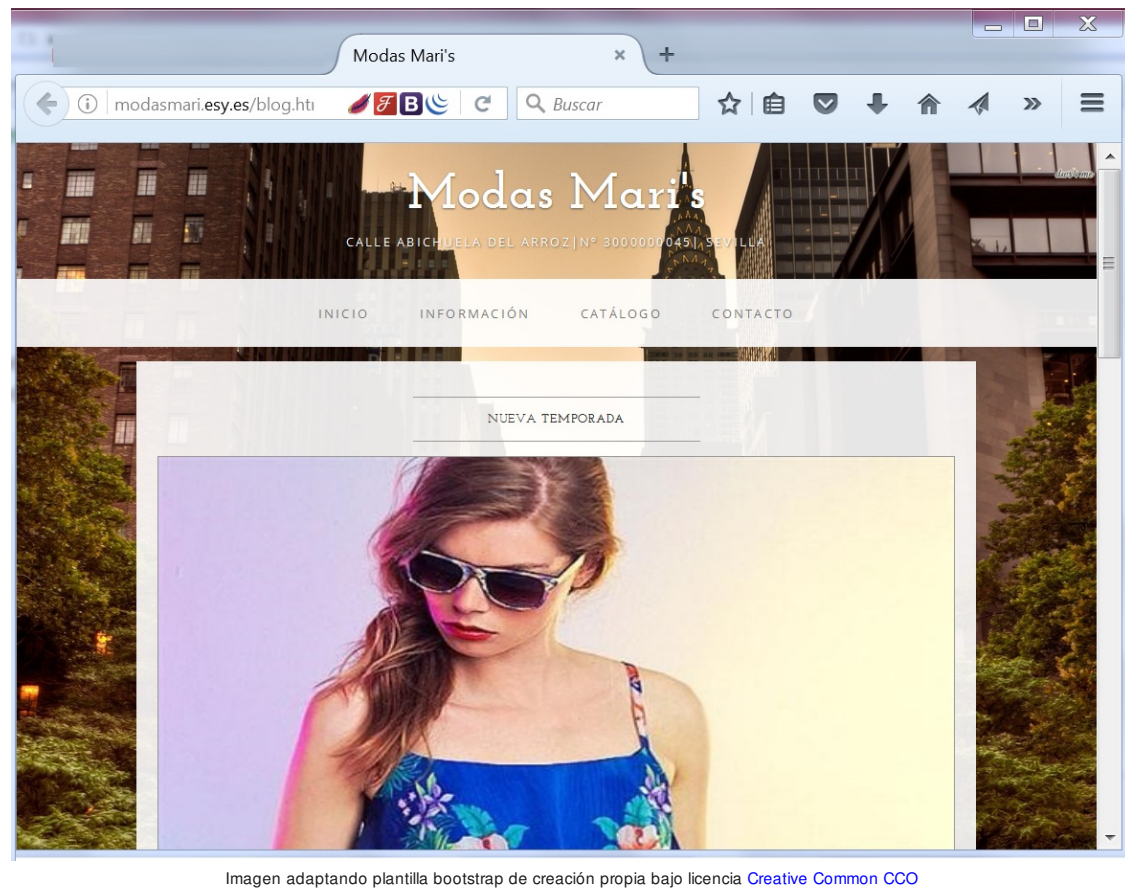 Modas Mari's
modasmari.esy.es/blog.htı
Buscar
Modas Mari's
CALLE ABICHUELA DEL ARROZ|Nº 3000000045| SEVILLA
INICIO INFORMACIÓN CATÁLOGO CONTACTO
NUEVA TEMPORADA
Imagen adaptando plantilla bootstrap de creación propia bajo licencia Creative Common CCO